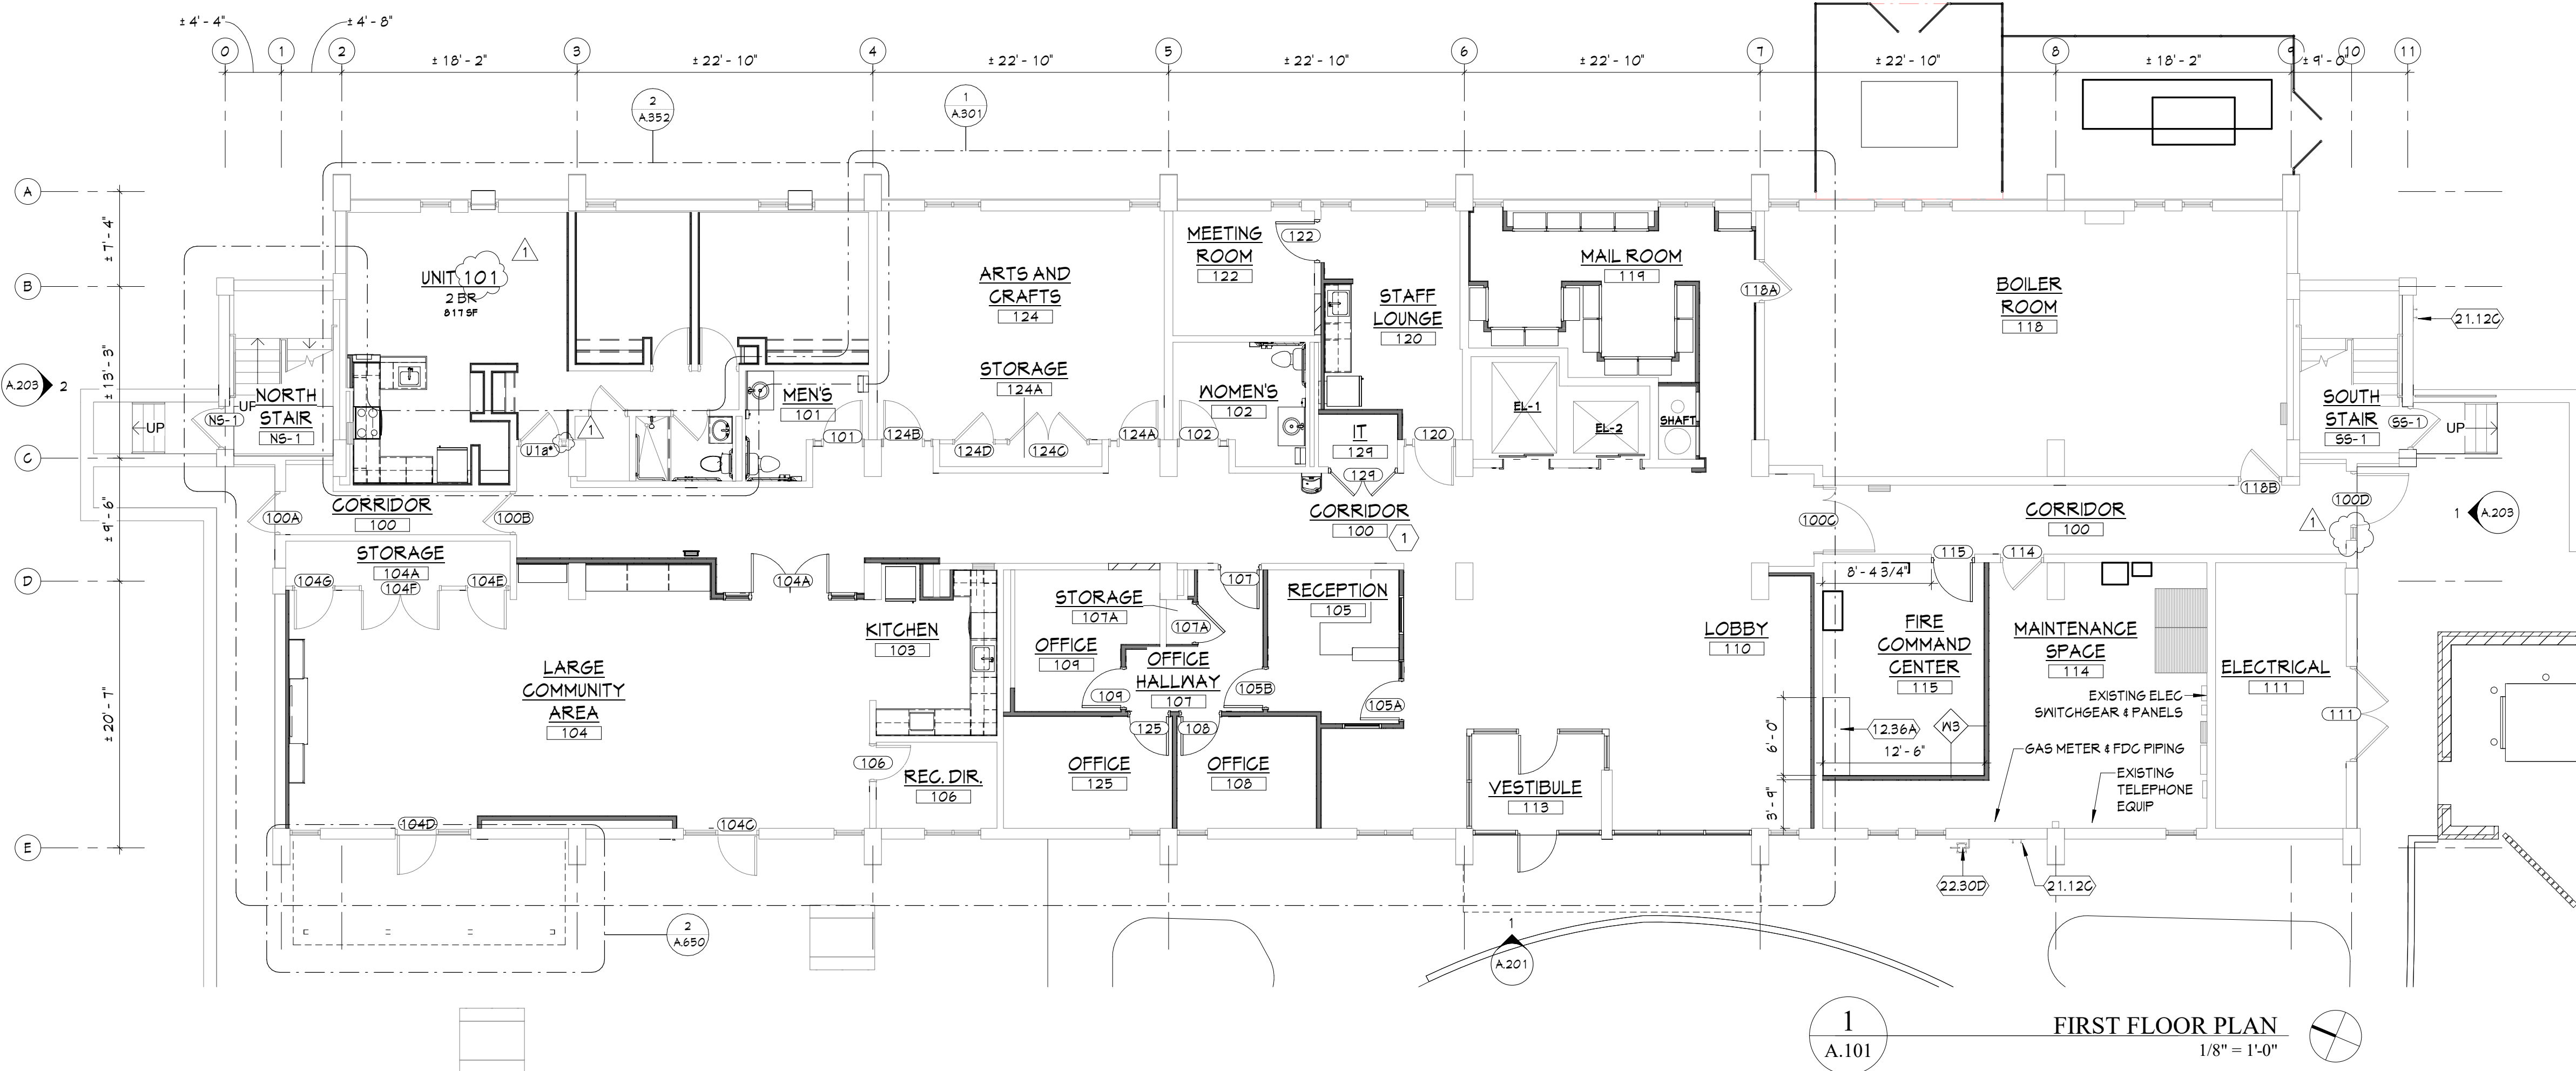 ± 4' - 4"
± 4' - 8"
0
1
2
3
4
5
6
7
8
9
10
11
± 18' - 2"
± 22' - 10"
± 22' - 10"
± 22' - 10"
± 22' - 10"
± 22' - 10"
± 18' - 2"
± 9' - 0"
2
A.352
1
A.301
A
B
C
D
E
± 7' - 4"
± 13' - 3"
± 9' - 6"
± 20' - 7"
A.203
2
UNIT 101
2 BR
817 SF
1
MEETING
ROOM
122
122
ARTS AND
CRAFTS
124
STORAGE
124A
MAIL ROOM
119
118A
STAFF
LOUNGE
120
BOILER
ROOM
118
21.12C
UP
NORTH
STAIR
NS-1
NS-1
UP
MEN'S
101
101
U1a*
1
124B
124D
124C
124A
WOMEN'S
102
102
EL-1
EL-2
SHAFT
IT
129
129
120
SOUTH
STAIR
SS-1
SS-1
UP
CORRIDOR
100
100A
100B
CORRIDOR
100
1
100C
CORRIDOR
100
118B
100D
1
1
A.203
STORAGE
104A
104G
104F
104E
104A
LARGE
COMMUNITY
AREA
104
KITCHEN
103
STORAGE
107A
107A
107
OFFICE
109
109
OFFICE
HALLWAY
107
RECEPTION
105
105B
105A
LOBBY
110
115
114
8' - 4 3/4"
FIRE
COMMAND
CENTER
115
MAINTENANCE
SPACE
114
ELECTRICAL
111
111
EXISTING ELEC
SWITCHGEAR & PANELS
12.36A
W3
12' - 6"
6' - 0"
3' - 9"
GAS METER & FDC PIPING
EXISTING
TELEPHONE
EQUIP
106
REC. DIR.
106
125
108
OFFICE
125
OFFICE
108
VESTIBULE
113
104D
104C
22.30D
21.12C
2
A.650
1
A.201
1
A.101
FIRST FLOOR PLAN
1/8" = 1'-0"